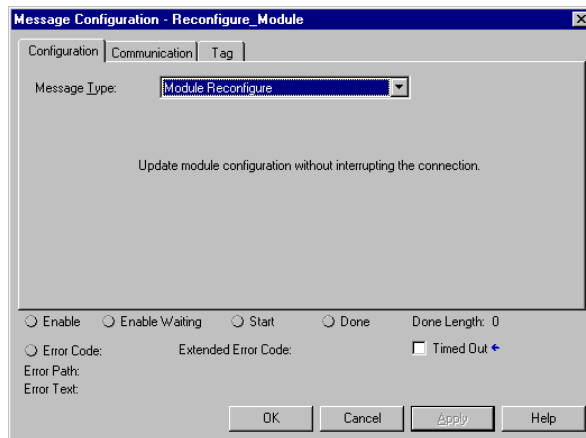 Message Configuration - Reconfigure_Module
Configuration Communication Tag
Message Type: Module Reconfigure
Update module configuration without interrupting the connection.
Enable Enable Waiting Start Done Done Length: 0
Error Code: Extended Error Code: Timed Out
Error Path:
Error Text:
OK Cancel Apply Help